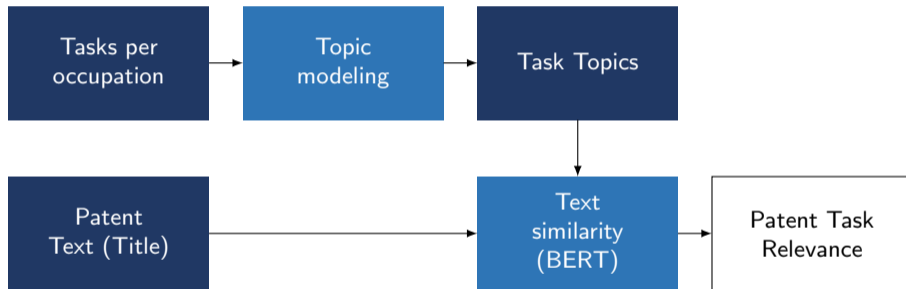 Tasks per
occupation
Topic
modeling
Task Topics
Patent
Text (Title)
Text
similarity
(BERT)
Patent Task
Relevance